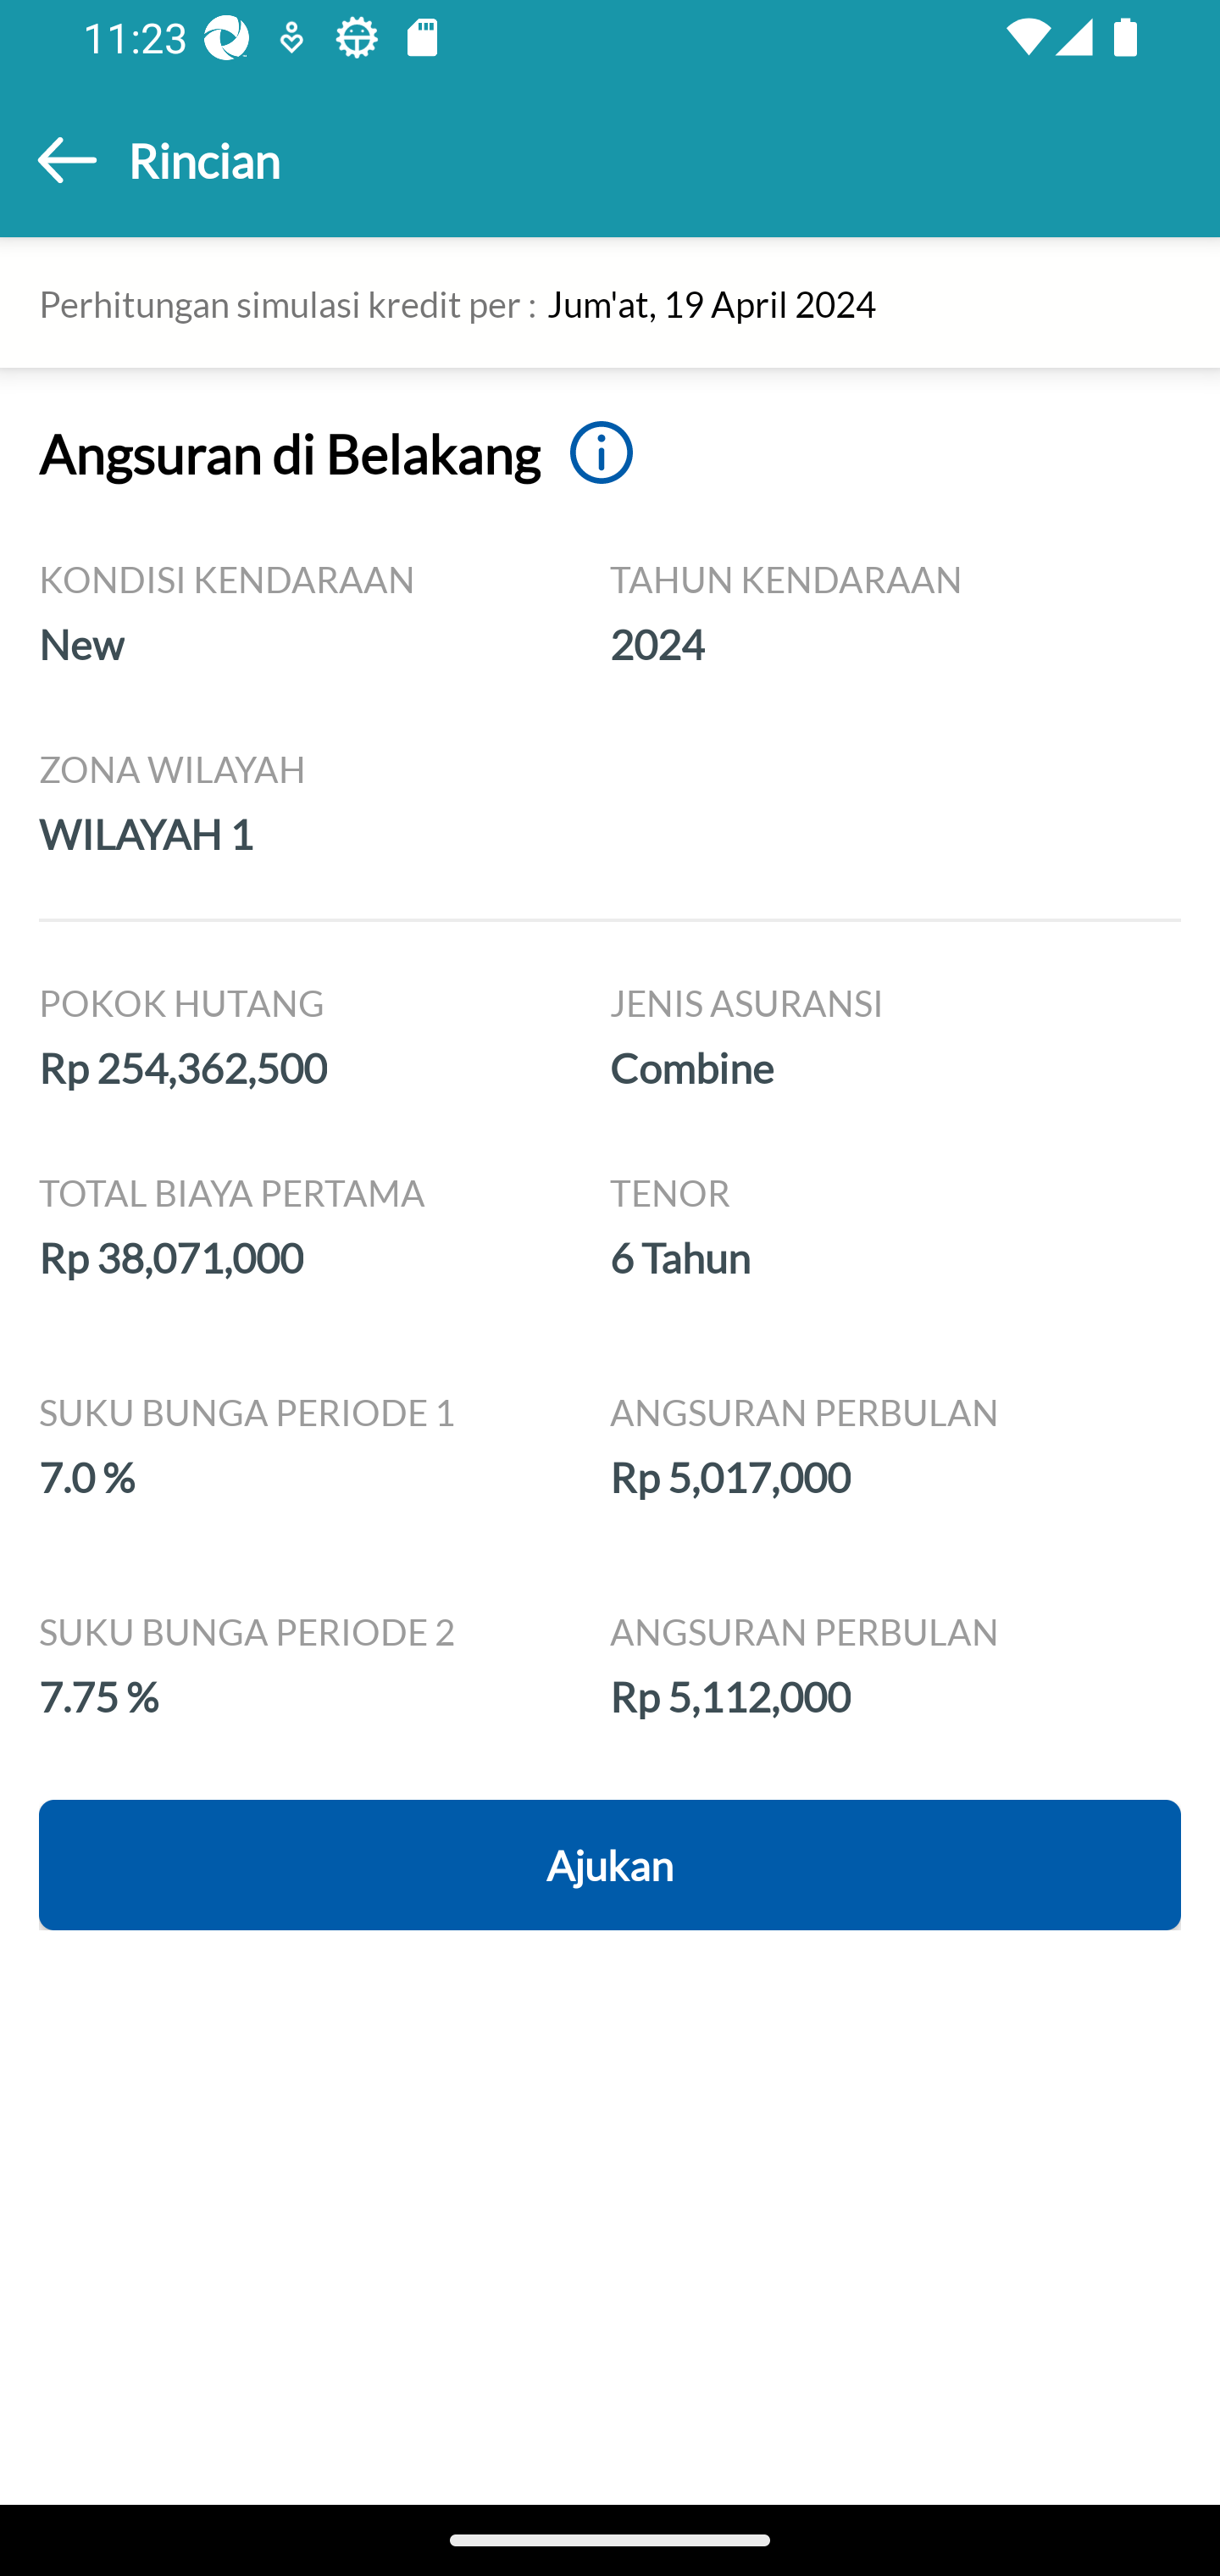 11:23
Rincian
Perhitungan simulasi kredit per : Jum'at, 19 April 2024
Angsuran di Belakang
KONDISI KENDARAAN TAHUN KENDARAAN
New 2024
ZONA WILAYAH
WILAYAH 1
POKOK HUTANG JENIS ASURANSI
Rp 254,362,500 Combine
TOTAL BIAYA PERTAMA TENOR
Rp 38,071,000 6 Tahun
SUKU BUNGA PERIODE 1 ANGSURAN PERBULAN
7.0 % Rp 5,017,000
SUKU BUNGA PERIODE 2 ANGSURAN PERBULAN
7.75 % Rp 5,112,000
Ajukan